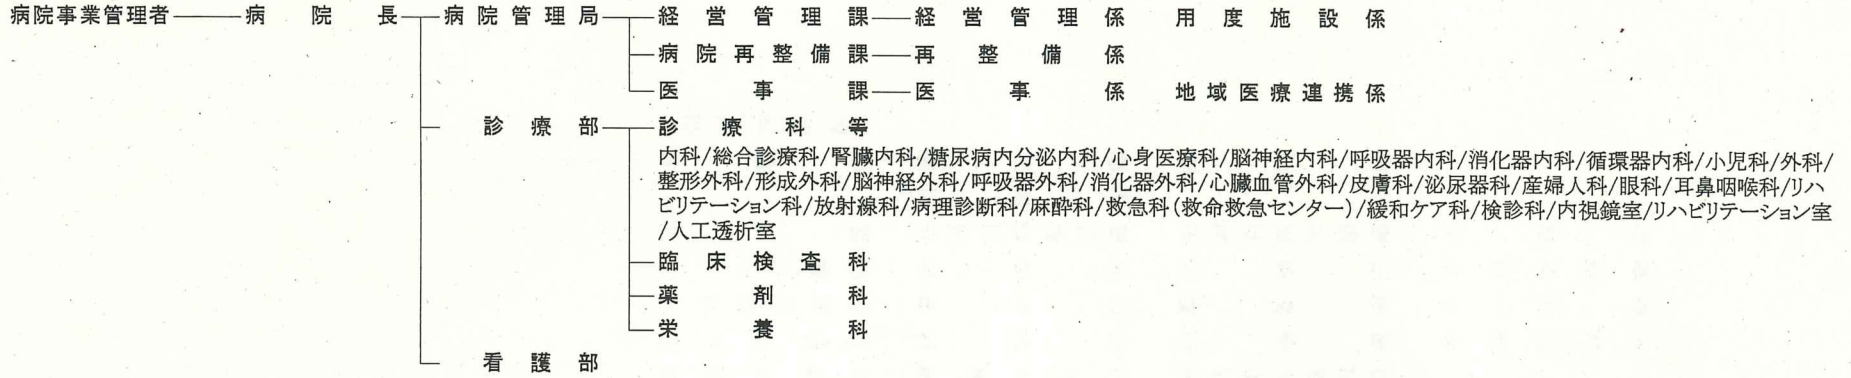 病院事業管理者 病院長 病院管理局 経営管理課 経営管理係 用度施設係
病院再整備課 再整備係
医事課 医事係 地域医療連携係
診療部 診療科等
内科/総合診療科/腎臓内科/糖尿病内分泌内科/心身医療科/脳神経内科/呼吸器内科/消化器内科/循環器内科/小児科/外科/
整形外科/形成外科/脳神経外科/呼吸器外科/消化器外科/心臓血管外科/皮膚科/泌尿器科/産婦人科/眼科/耳鼻咽喉科/リハ
ビリテーション科/放射線科/病理診断科/麻酔科/救急科(救命救急センター)/緩和ケア科/検診科/内視鏡室/リハビリテーション室
/人工透析室
臨床検査科
薬剤科
栄養科
看護部